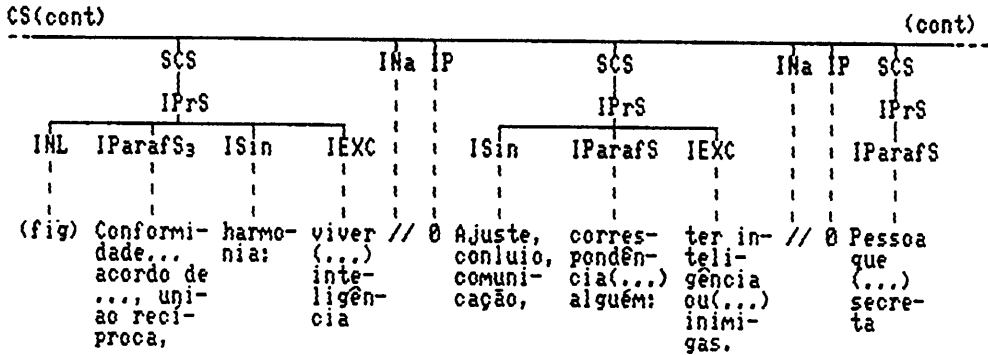 CS(cont) (cont)
SCS INa IP SCS INa IP SCS
IPrS IPrS IPrS
INL IParafS3 ISin IEXC ISin IParafS IEXC IParafS
(fig) Conformi- harmo- viver // 0 Ajuste, corres- ter in- // 0 Pessoa
dade... nia: (...) conluio, pondên- teli- que
acordo de inte- comuni- cia(...) gência (...)
..., uni- ligên- cação, alguém: ou(...) secre-
ao recí- cia inimi- ta
proca, gas.